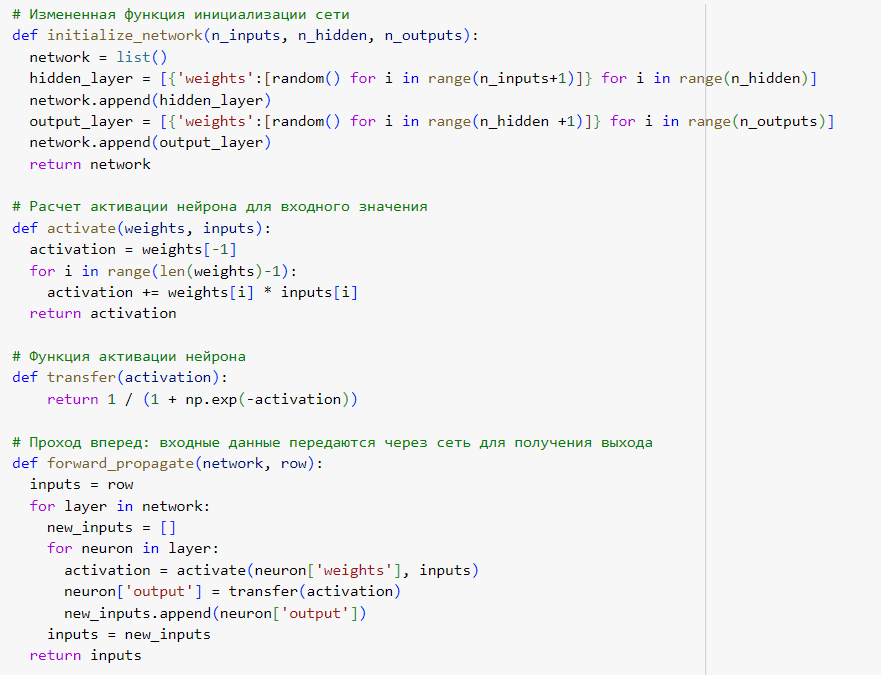 # Измененная функция инициализации сети
def initialize_network(n_inputs, n_hidden, n_outputs):
  network = list()
  hidden_layer = [{'weights':[random() for i in range(n_inputs+1)]} for i in range(n_hidden)]
  network.append(hidden_layer)
  output_layer = [{'weights':[random() for i in range(n_hidden +1)]} for i in range(n_outputs)]
  network.append(output_layer)
  return network

# Расчет активации нейрона для входного значения
def activate(weights, inputs):
  activation = weights[-1]
  for i in range(len(weights)-1):
    activation += weights[i] * inputs[i]
  return activation

# Функция активации нейрона
def transfer(activation):
    return 1 / (1 + np.exp(-activation))

# Проход вперед: входные данные передаются через сеть для получения выхода
def forward_propagate(network, row):
  inputs = row
  for layer in network:
    new_inputs = []
    for neuron in layer:
      activation = activate(neuron['weights'], inputs)
      neuron['output'] = transfer(activation)
      new_inputs.append(neuron['output'])
    inputs = new_inputs
  return inputs